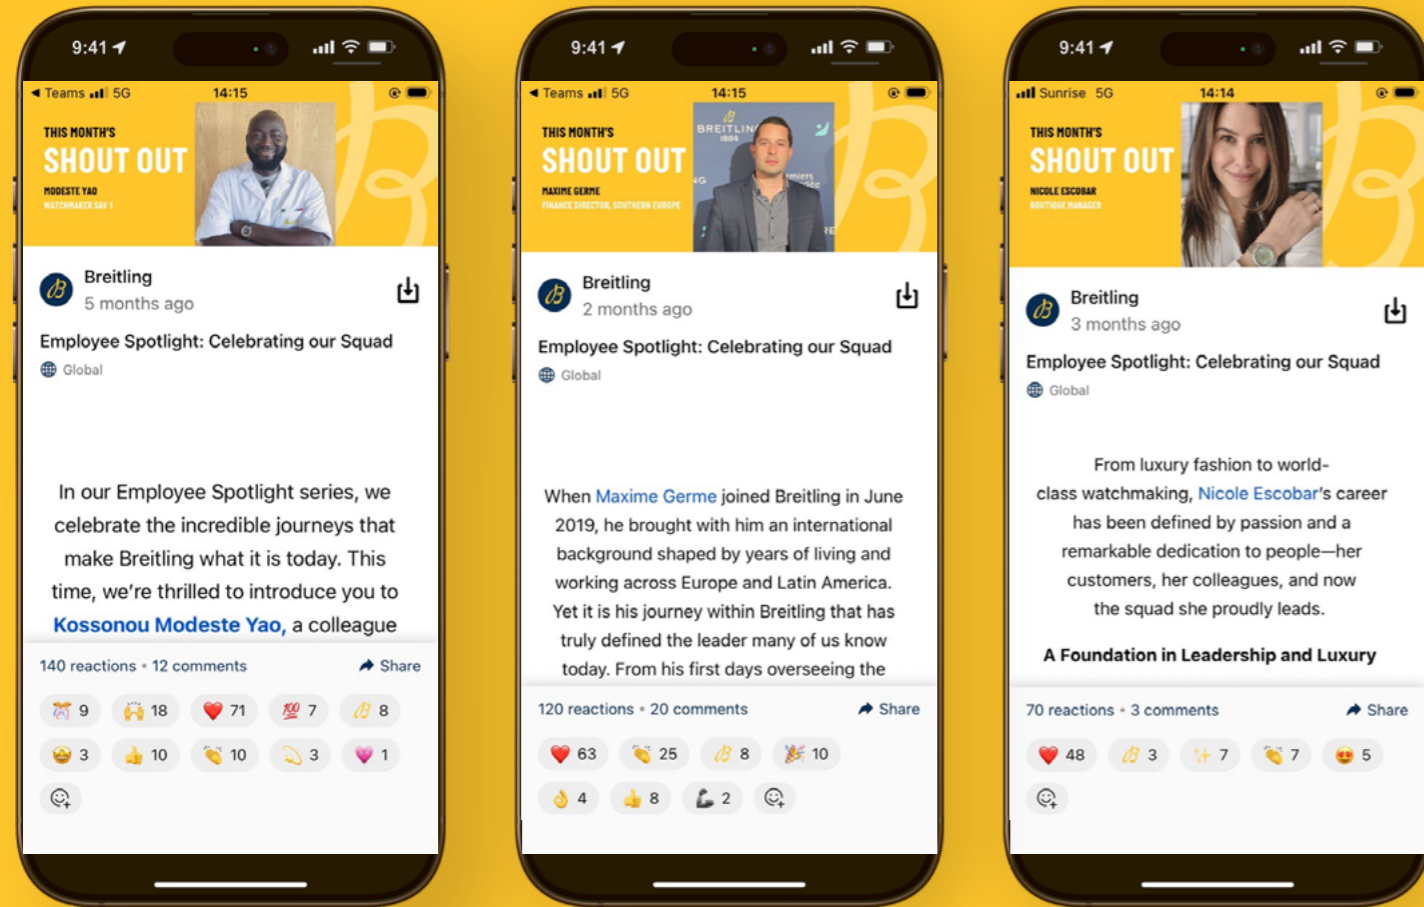 9:41
Teams 5G
14:15
THIS MONTH'S
SHOUT OUT
MODESTE YAO
WATCHMAKER SAV 1
Breitling
5 months ago
Employee Spotlight: Celebrating our Squad
Global
In our Employee Spotlight series, we
celebrate the incredible journeys that
make Breitling what it is today. This
time, we're thrilled to introduce you to
Kossonou Modeste Yao, a colleague
140 reactions • 12 comments
Share
9
18
71
100 7
B 8
3
10
10
3
1
9:41
Teams 5G
14:15
THIS MONTH'S
SHOUT OUT
MAXIME GERME
FINANCE DIRECTOR, SOUTHERN EUROPE
BREITLING
1884
Breitling
2 months ago
Employee Spotlight: Celebrating our Squad
Global
When Maxime Germe joined Breitling in June
2019, he brought with him an international
background shaped by years of living and
working across Europe and Latin America.
Yet it is his journey within Breitling that has
truly defined the leader many of us know
today. From his first days overseeing the
120 reactions • 20 comments
Share
63
25
B 8
10
4
8
2
9:41
Sunrise 5G
14:14
THIS MONTH'S
SHOUT OUT
NICOLE ESCOBAR
BOUTIQUE MANAGER
Breitling
3 months ago
Employee Spotlight: Celebrating our Squad
Global
From luxury fashion to world-
class watchmaking, Nicole Escobar's career
has been defined by passion and a
remarkable dedication to people—her
customers, her colleagues, and now
the squad she proudly leads.
A Foundation in Leadership and Luxury
70 reactions • 3 comments
Share
48
B 3
7
7
5